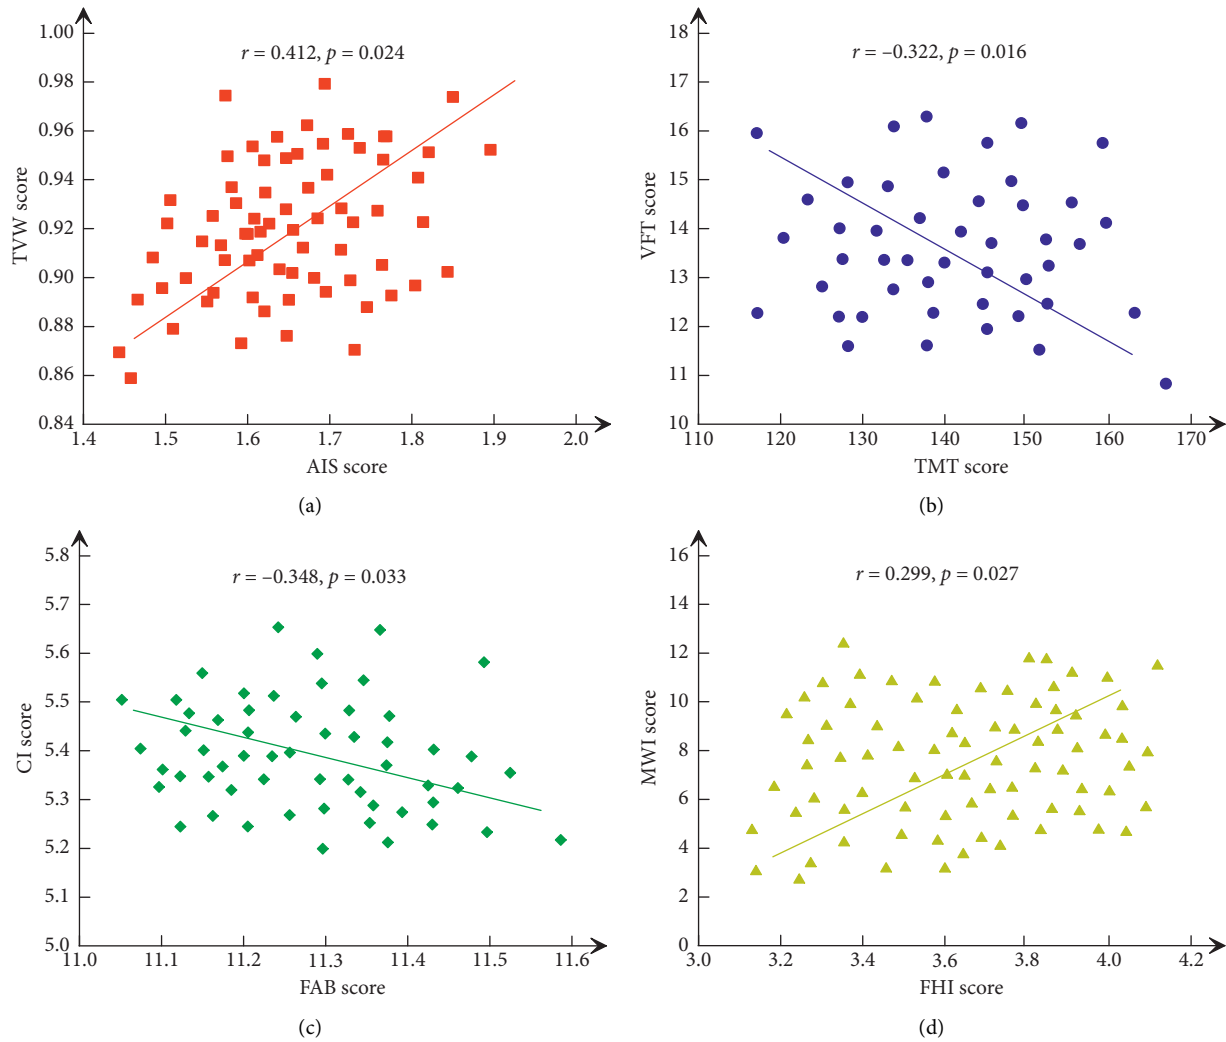 1.00
0.98
0.96
0.94
0.92
0.90
0.88
0.86
0.84
TVW score
r = 0.412, p = 0.024
1.4 1.5 1.6 1.7 1.8 1.9 2.0
AIS score
(a)
18
17
16
15
14
13
12
11
10
VFT score
r = –0.322, p = 0.016
110 120 130 140 150 160 170
TMT score
(b)
5.8
5.7
5.6
5.5
5.4
5.3
5.2
5.1
5.0
CI score
r = –0.348, p = 0.033
11.0 11.1 11.2 11.3 11.4 11.5 11.6
FAB score
(c)
16
14
12
10
8
6
4
2
0
MWI score
r = 0.299, p = 0.027
3.0 3.2 3.4 3.6 3.8 4.0 4.2
FHI score
(d)